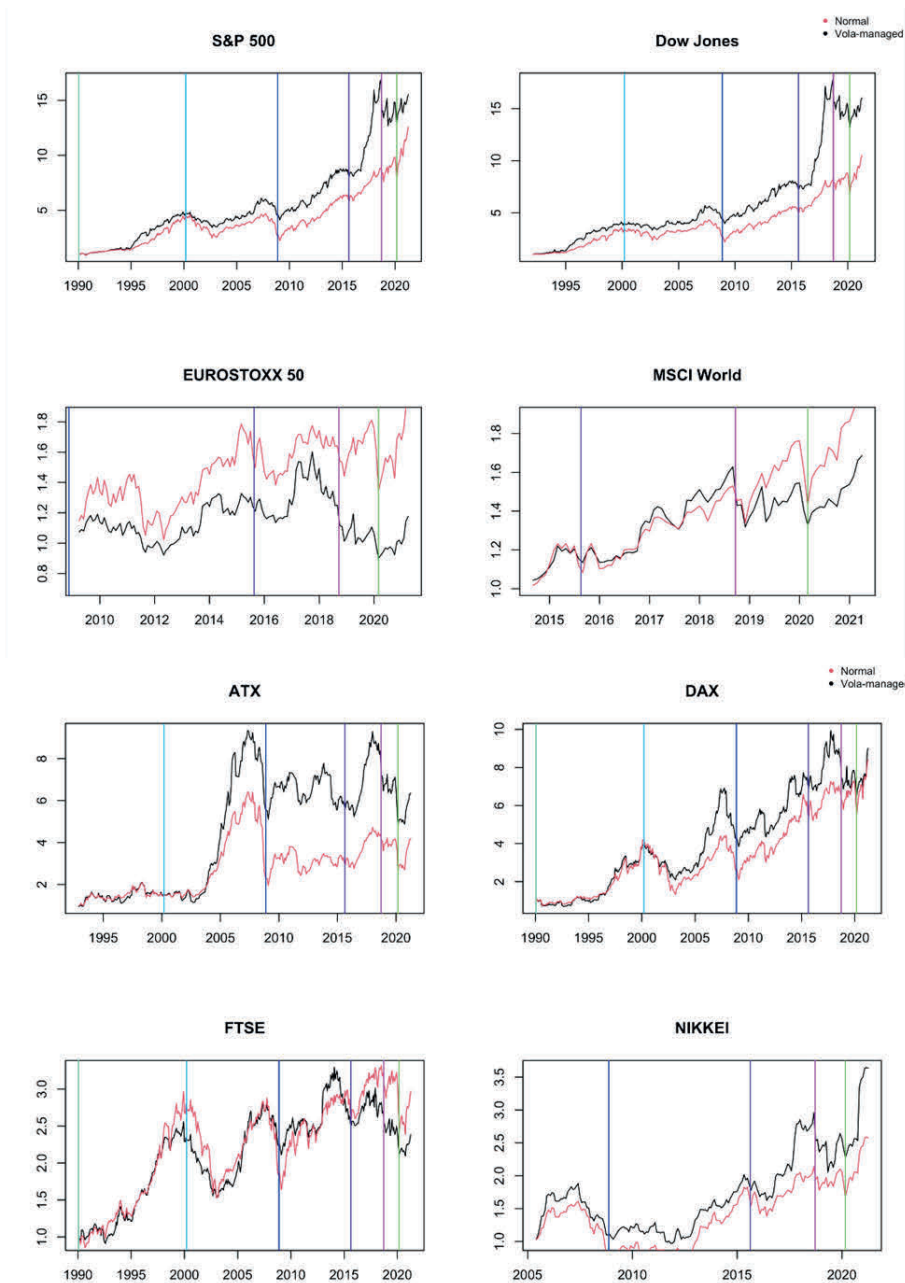 S&P 500
Dow Jones
Normal
Vola-managed
5 10 15
5 10 15
1990 1995 2000 2005 2010 2015 2020
1995 2000 2005 2010 2015 2020
EUROSTOXX 50
MSCI World
0.8 1.0 1.2 1.4 1.6 1.8
1.0 1.2 1.4 1.6 1.8
2010 2012 2014 2016 2018 2020
2015 2016 2017 2018 2019 2020 2021
Normal
Vola-managed
ATX
DAX
2 4 6 8
2 4 6 8 10
1995 2000 2005 2010 2015 2020
1990 1995 2000 2005 2010 2015 2020
FTSE
NIKKEI
1.0 1.5 2.0 2.5 3.0
1.0 1.5 2.0 2.5 3.0 3.5
1990 1995 2000 2005 2010 2015 2020
2005 2010 2015 2020